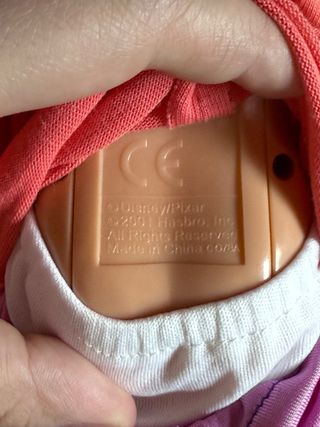 CE
© Disney/Pixar
© 2001 Hasbro, Inc.
All Rights Reserved
Made in China